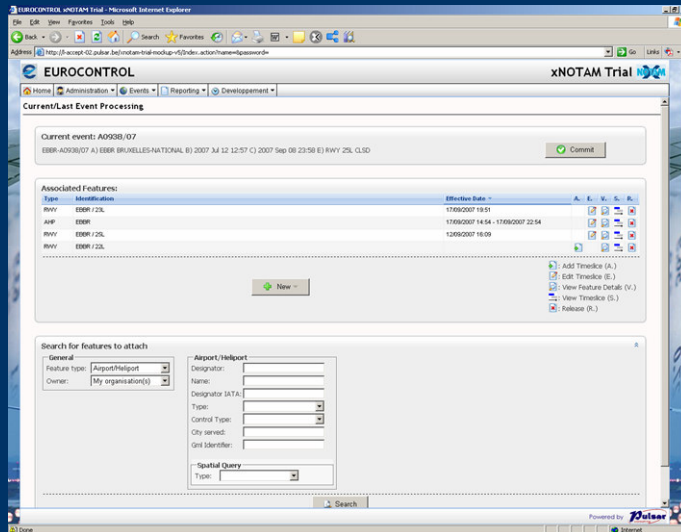 EUROCONTROL xNOTAM Trial - Microsoft Internet Explorer
File Edit View Favorites Tools Help
Back Search Favorites
Address http://l-accept-02.pulsar.be/xnotam-trial-mockup-v5/Index.action?name=&password= Go Links
EUROCONTROL xNOTAM Trial
Home Administration Events Reporting Developpement
Current/Last Event Processing
Current event: A0938/07
EBBR-A0938/07 A) EBBR BRUXELLES-NATIONAL B) 2007 Jul 12 12:57 C) 2007 Sep 08 23:58 E) RWY 25L CLSD
Commit
Associated Features:
Type Identification Effective Date A. E. V. S. R.
RWY EBBR / 23L 17/09/2007 19:51
AHP EBBR 17/09/2007 14:54 - 17/09/2007 22:54
RWY EBBR / 25L 12/09/2007 16:09
RWY EBBR / 22L
: Add Timeslice (A.)
: Edit Timeslice (E.)
: View Feature Details (V.)
: View Timeslice (S.)
: Release (R.)
New
Search for features to attach
General
Feature type: Airport/Heliport
Owner: My organisation(s)
Airport/Heliport
Designator:
Name:
Designator IATA:
Type:
Control Type:
City served:
Gml Identifier:
Spatial Query
Type:
Search
Powered by Pulsar
Done Internet